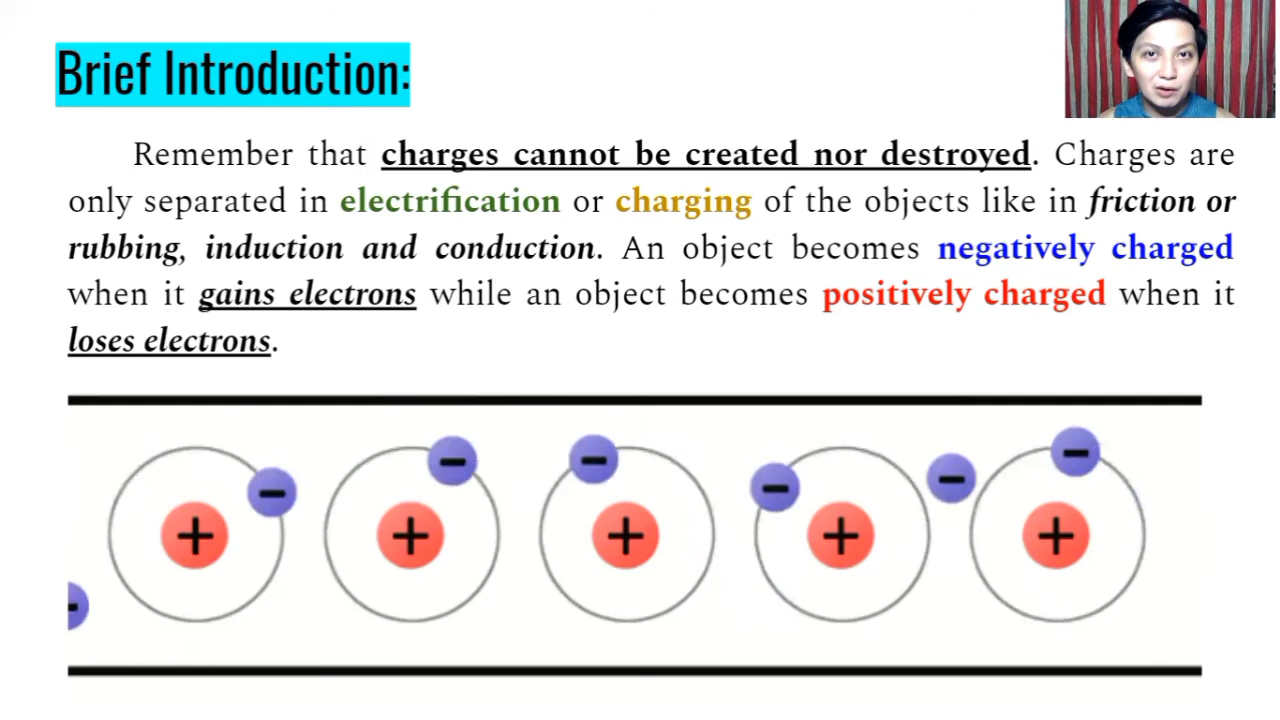 Brief Introduction:
Remember that charges cannot be created nor destroyed. Charges are
only separated in electrification or charging of the objects like in friction or
rubbing, induction and conduction. An object becomes negatively charged
when it gains electrons while an object becomes positively charged when it
loses electrons.
- - - - - -
+ + + + +
-